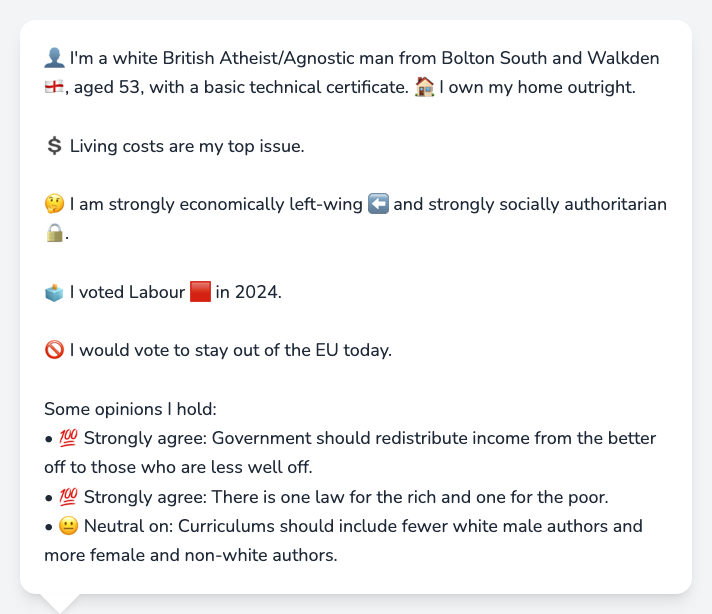 👤 I'm a white British Atheist/Agnostic man from Bolton South and Walkden
🏴󠁧󠁢󠁥󠁮󠁧󠁿, aged 53, with a basic technical certificate. 🏠 I own my home outright.
💲 Living costs are my top issue.
🤔 I am strongly economically left-wing ⬅️ and strongly socially authoritarian
🔒.
🗳️ I voted Labour 🟥 in 2024.
🚫 I would vote to stay out of the EU today.
Some opinions I hold:
• 💯 Strongly agree: Government should redistribute income from the better
off to those who are less well off.
• 💯 Strongly agree: There is one law for the rich and one for the poor.
• 😐 Neutral on: Curriculums should include fewer white male authors and
more female and non-white authors.